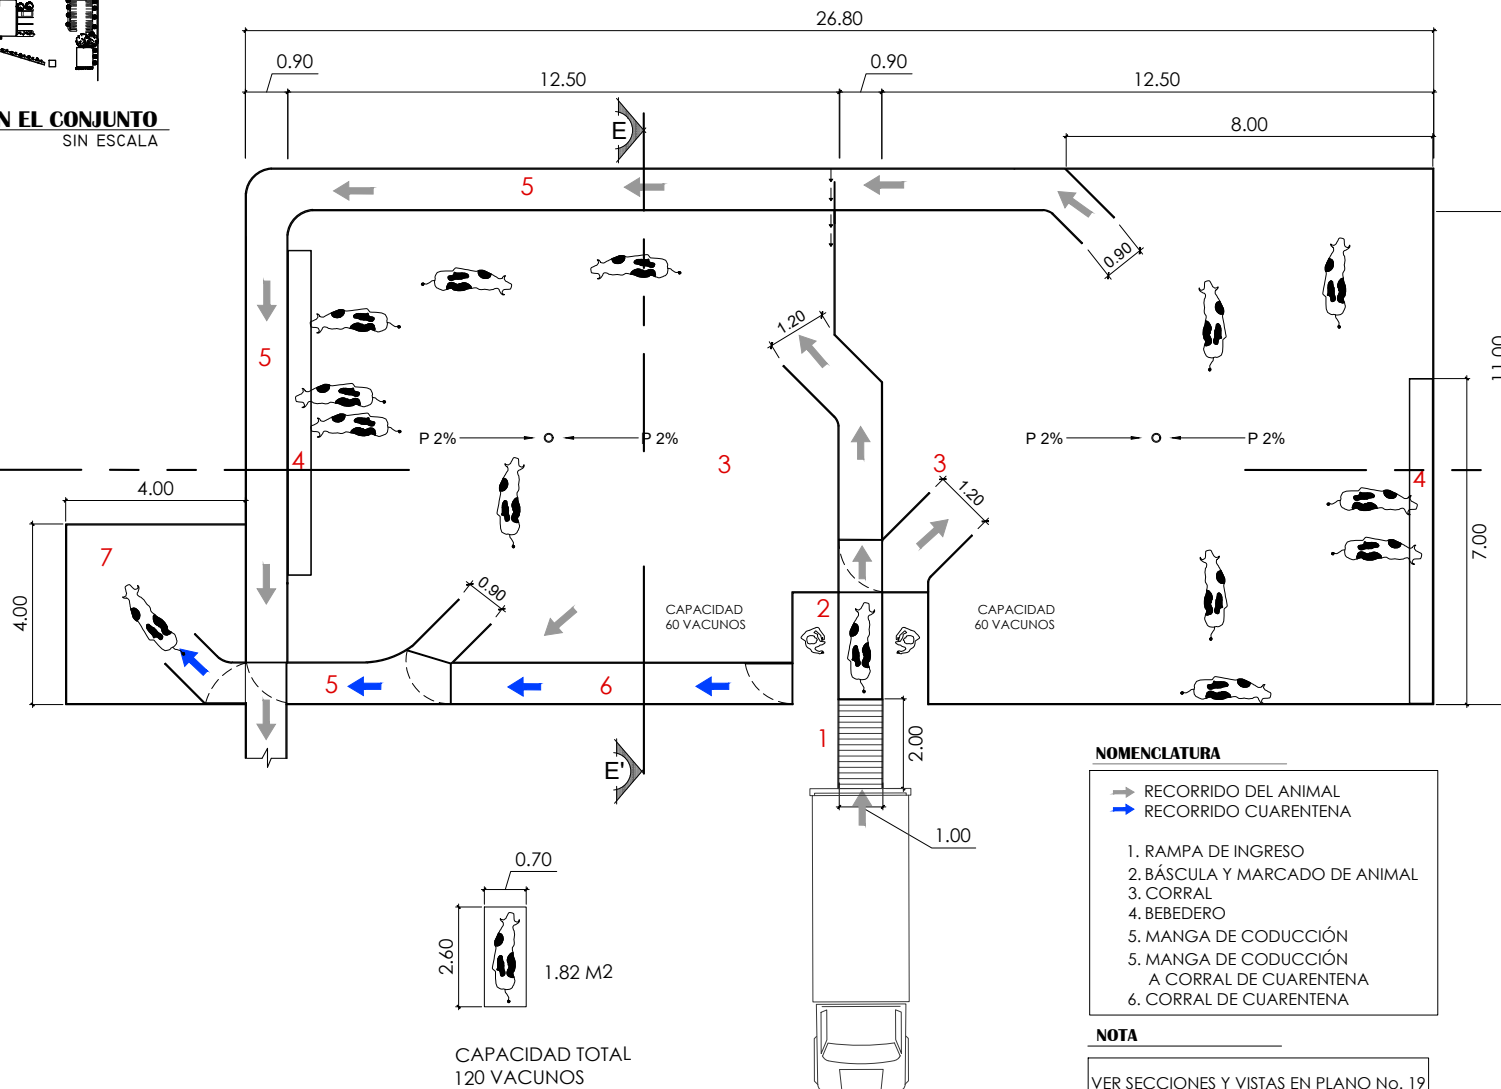 26.80
0.90
0.90
12.50
12.50
N EL CONJUNTO
SIN ESCALA
E
8.00
5
0.90
1.20
5
11.00
P 2%
P 2%
P 2%
P 2%
4
3
3
4
4.00
1.20
7.00
7
0.90
4.00
CAPACIDAD
60 VACUNOS
2
CAPACIDAD
60 VACUNOS
5
6
1
2.00
E'
NOMENCLATURA
RECORRIDO DEL ANIMAL
RECORRIDO CUARENTENA
1. RAMPA DE INGRESO
2. BÁSCULA Y MARCADO DE ANIMAL
3. CORRAL
4. BEBEDERO
5. MANGA DE CODUCCIÓN
5. MANGA DE CODUCCIÓN
A CORRAL DE CUARENTENA
6. CORRAL DE CUARENTENA
1.00
0.70
2.60
1.82 M2
CAPACIDAD TOTAL
120 VACUNOS
NOTA
VER SECCIONES Y VISTAS EN PLANO No. 19